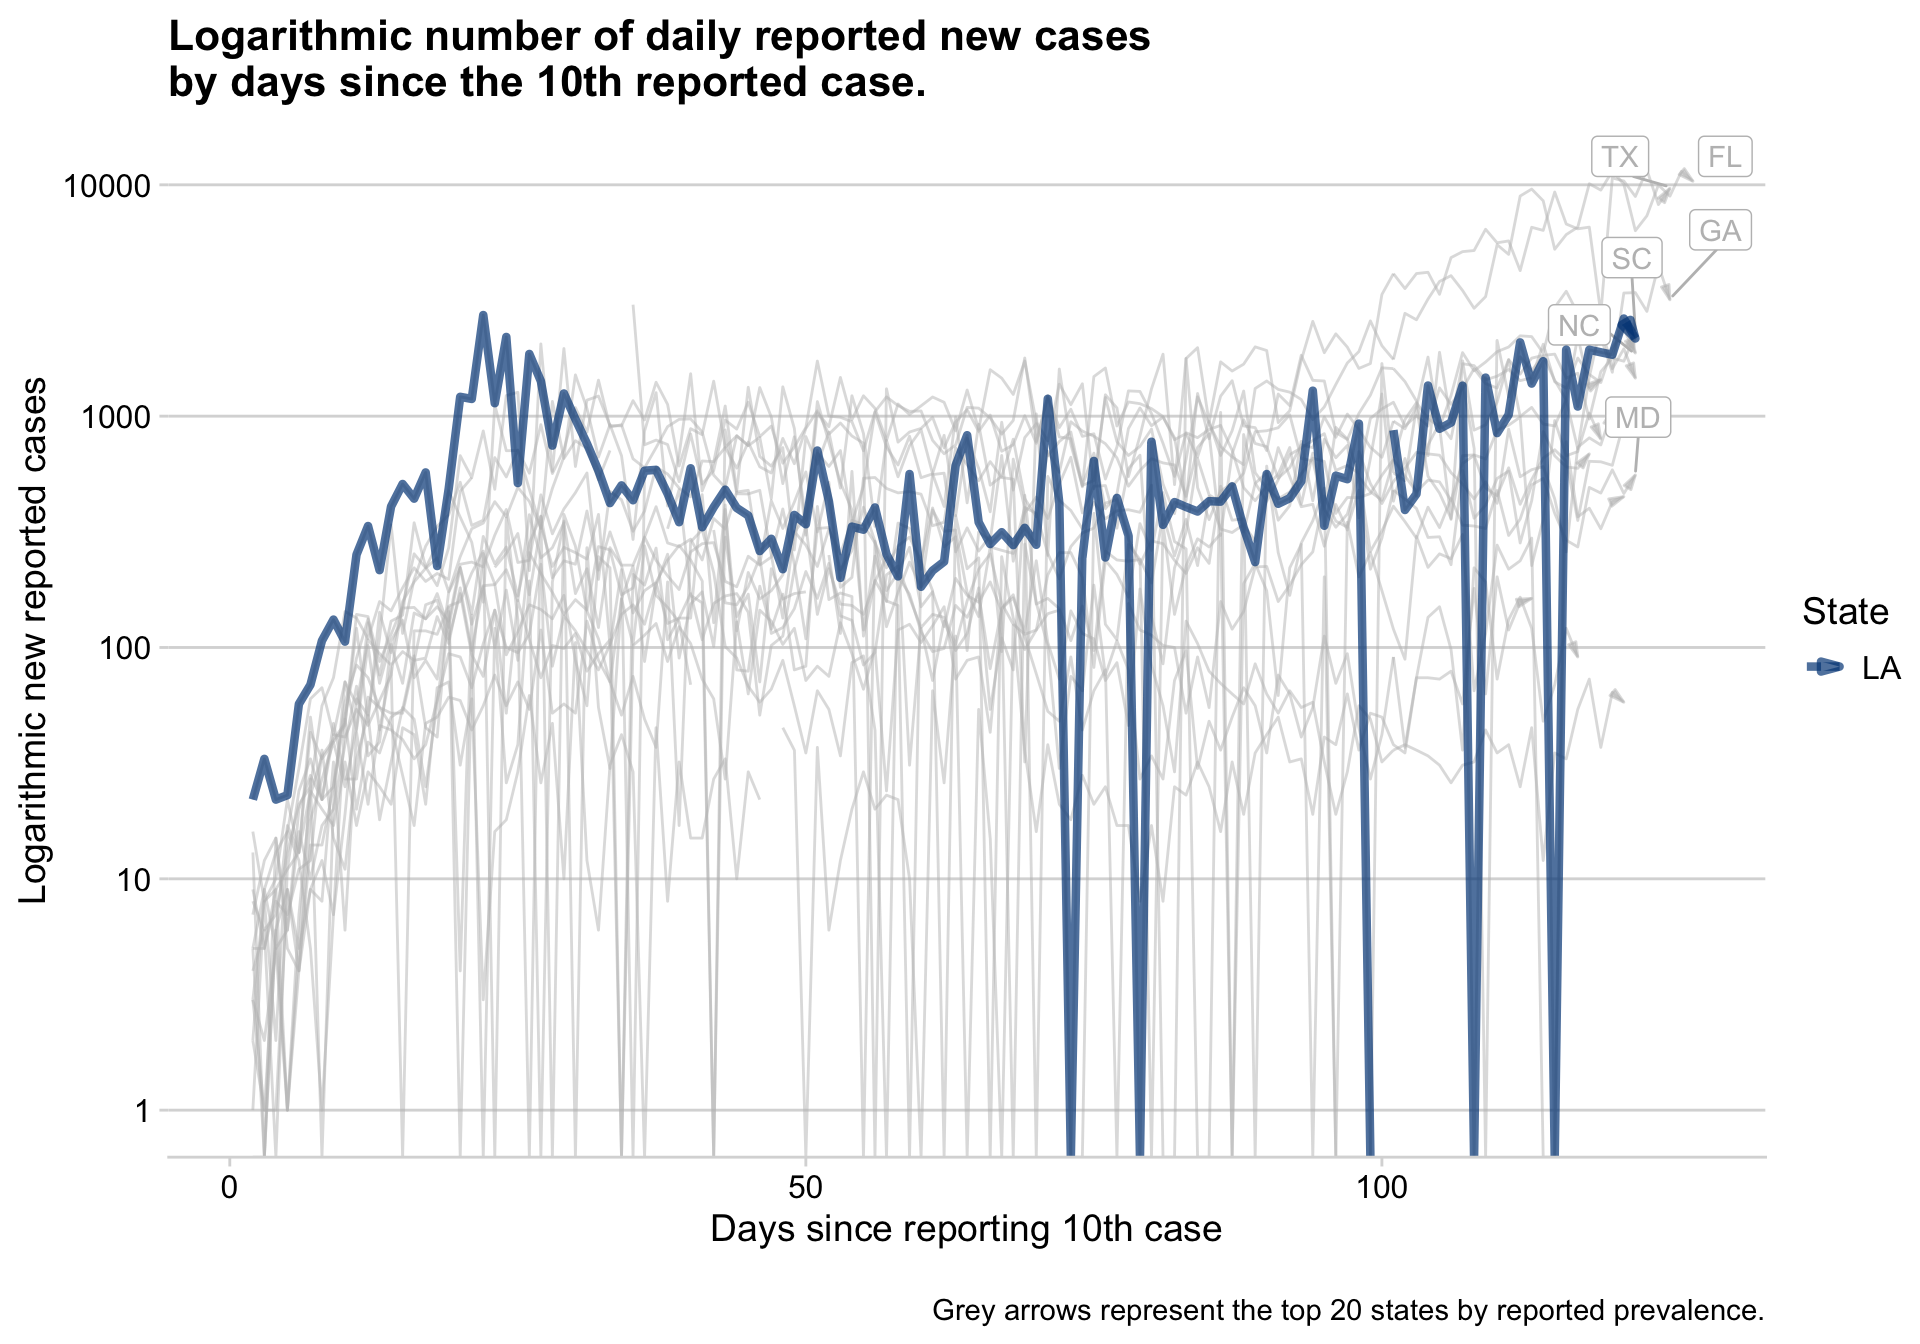 Logarithmic number of daily reported new cases
by days since the 10th reported case.
TX
FL
GA
SC
NC
MD
10000
1000
100
10
1
Logarithmic new reported cases
State
LA
0
50
100
Days since reporting 10th case
Grey arrows represent the top 20 states by reported prevalence.